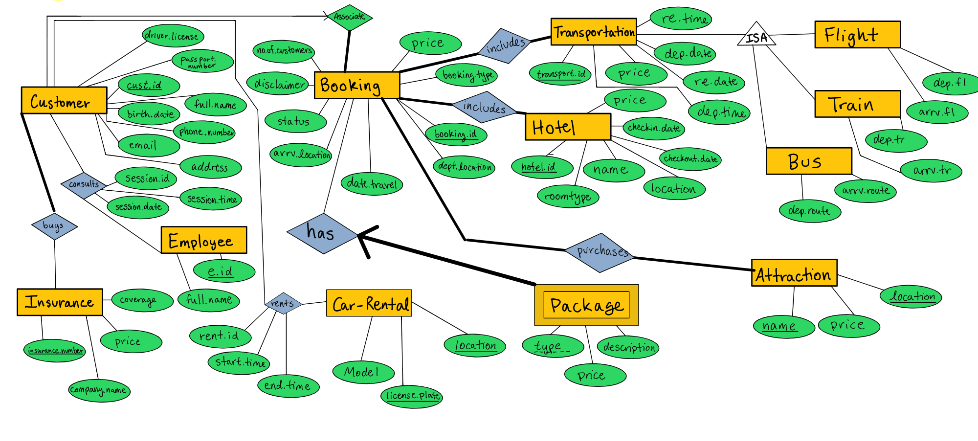 Associate
driver.license
passport.
number
cust.id
full.name
birth.date
phone.number
email
address
Customer
no.of.customers
disclaimer
status
arrv.location
Booking
price
booking.type
booking.id
dept.location
date.travel
includes
includes
Transportation
re.time
dep.date
re.date
dep.time
transport.id
price
ISA
Flight
dep.fl
arrv.fl
Train
dep.tr
arrv.tr
Bus
dep.route
arrv.route
Hotel
price
checkin.date
checkout.date
hotel.id
name
location
roomtype
consults
session.id
session.time
session.date
buys
Employee
e.id
full.name
has
purchases
Attraction
location
name
price
Insurance
coverage
price
insurance.number
company.name
rents
rent.id
start.time
end.time
Car-Rental
location
Model
license.plate
Package
type
description
price